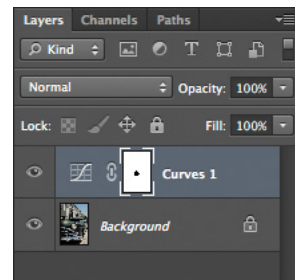 Layers Channels Paths
Kind T
Normal Opacity: 100%
Lock: Fill: 100%
Curves 1
Background